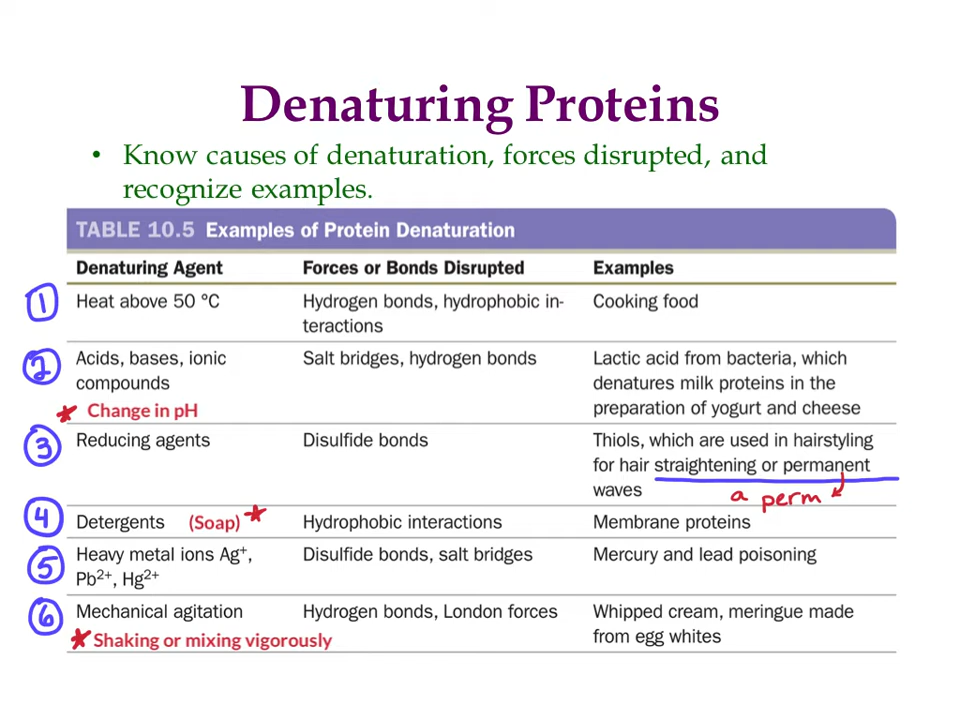 Denaturing Proteins
• Know causes of denaturation, forces disrupted, and
recognize examples.
TABLE 10.5 Examples of Protein Denaturation
Denaturing Agent Forces or Bonds Disrupted Examples
1 Heat above 50 °C Hydrogen bonds, hydrophobic in- Cooking food
teractions
2 Acids, bases, ionic Salt bridges, hydrogen bonds Lactic acid from bacteria, which
compounds denatures milk proteins in the
* Change in pH preparation of yogurt and cheese
3 Reducing agents Disulfide bonds Thiols, which are used in hairstyling
for hair straightening or permanent
waves a perm
4 Detergents (Soap) * Hydrophobic interactions Membrane proteins
5 Heavy metal ions Ag⁺, Disulfide bonds, salt bridges Mercury and lead poisoning
Pb²⁺, Hg²⁺
6 Mechanical agitation Hydrogen bonds, London forces Whipped cream, meringue made
* Shaking or mixing vigorously from egg whites